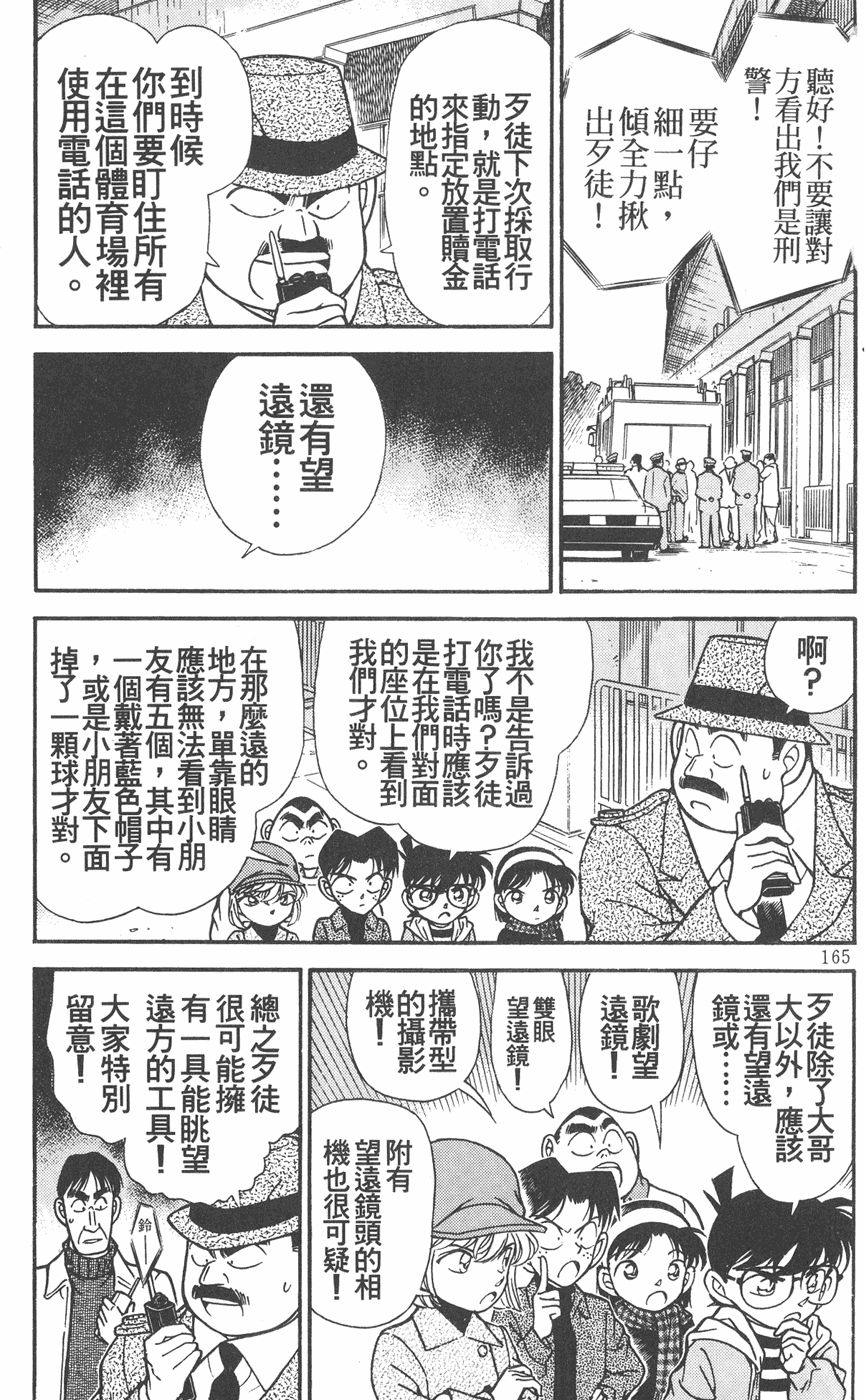 聽好！不要讓對
方看出我們是刑
警！
要仔
細一點，
傾全力揪
出歹徒！
歹徒下次採取行
動，就是打電話
來指定放置贖金
的地點。
到時候
你們要盯住所有
在這個體育場裡
使用電話的人。
還有望
遠鏡……
啊？
我不是告訴過
你了嗎？歹徒
打電話時應該
是在我們對面
的座位上看到
我們才對。
在那麼遠的
地方，單靠眼睛
應該無法看到小朋
友有五個，其中有
一個戴著藍色帽子
，或是小朋友下面
掉了一顆球才對。
165
歹徒除了大哥
大以外，應該
還有望遠
鏡或……
歌劇望
遠鏡！
雙眼
望遠鏡！
攜帶型
的攝影
機！
附有
望遠鏡頭的相
機也很可疑！
總之歹徒
很可能擁
有一具能眺望
遠方的工具！
大家特別
留意！
鈴